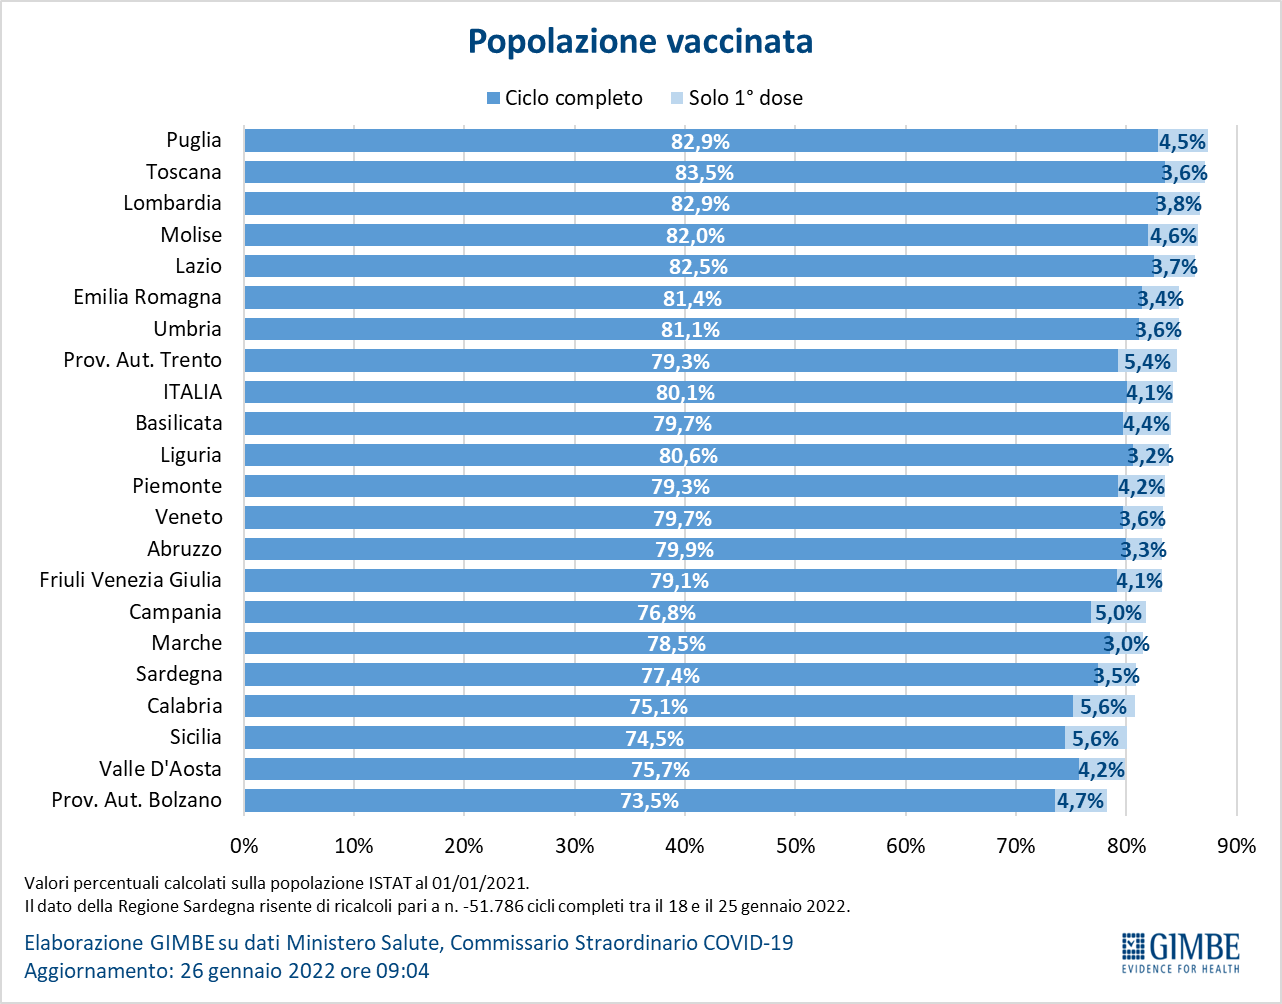 Popolazione vaccinata
Ciclo completo Solo 1° dose
Puglia 82,9% 4,5%
Toscana 83,5% 3,6%
Lombardia 82,9% 3,8%
Molise 82,0% 4,6%
Lazio 82,5% 3,7%
Emilia Romagna 81,4% 3,4%
Umbria 81,1% 3,6%
Prov. Aut. Trento 79,3% 5,4%
ITALIA 80,1% 4,1%
Basilicata 79,7% 4,4%
Liguria 80,6% 3,2%
Piemonte 79,3% 4,2%
Veneto 79,7% 3,6%
Abruzzo 79,9% 3,3%
Friuli Venezia Giulia 79,1% 4,1%
Campania 76,8% 5,0%
Marche 78,5% 3,0%
Sardegna 77,4% 3,5%
Calabria 75,1% 5,6%
Sicilia 74,5% 5,6%
Valle D'Aosta 75,7% 4,2%
Prov. Aut. Bolzano 73,5% 4,7%
0% 10% 20% 30% 40% 50% 60% 70% 80% 90%
Valori percentuali calcolati sulla popolazione ISTAT al 01/01/2021.
Il dato della Regione Sardegna risente di ricalcoli pari a n. -51.786 cicli completi tra il 18 e il 25 gennaio 2022.
Elaborazione GIMBE su dati Ministero Salute, Commissario Straordinario COVID-19
Aggiornamento: 26 gennaio 2022 ore 09:04
GIMBE
EVIDENCE FOR HEALTH